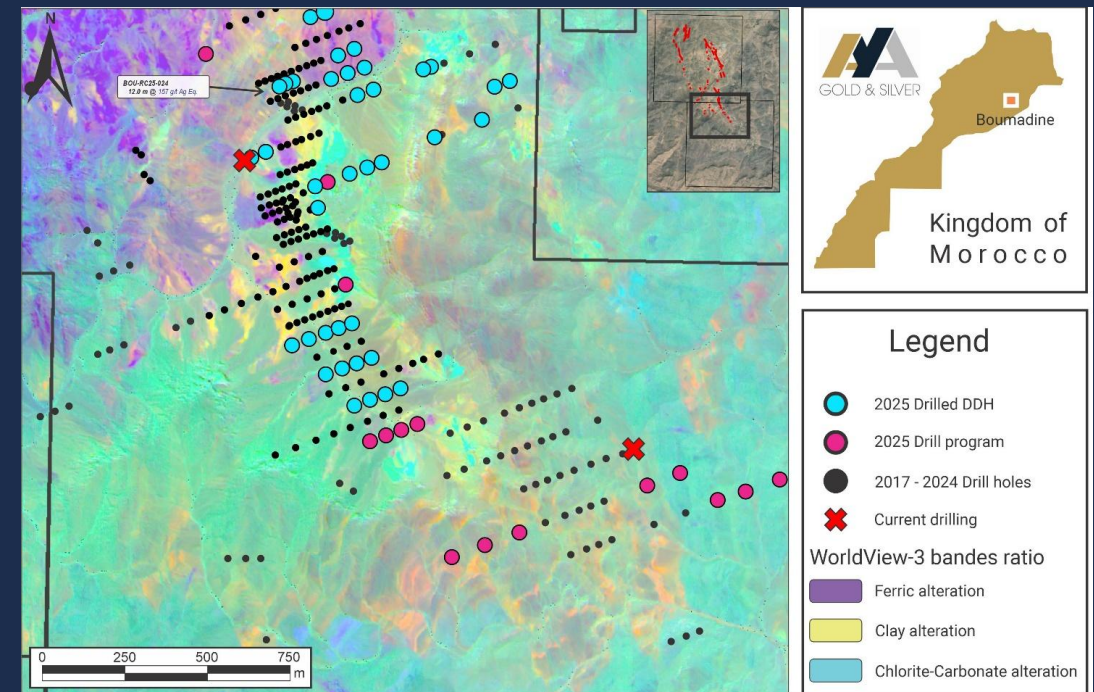 N
BOU-RC25-024
12.0 m @ 157 g/t Ag Eq.
0 250 500 750
m
AYA
GOLD & SILVER
Boumadine
Kingdom of
Morocco
Legend
2025 Drilled DDH
2025 Drill program
2017 - 2024 Drill holes
Current drilling
WorldView-3 bandes ratio
Ferric alteration
Clay alteration
Chlorite-Carbonate alteration